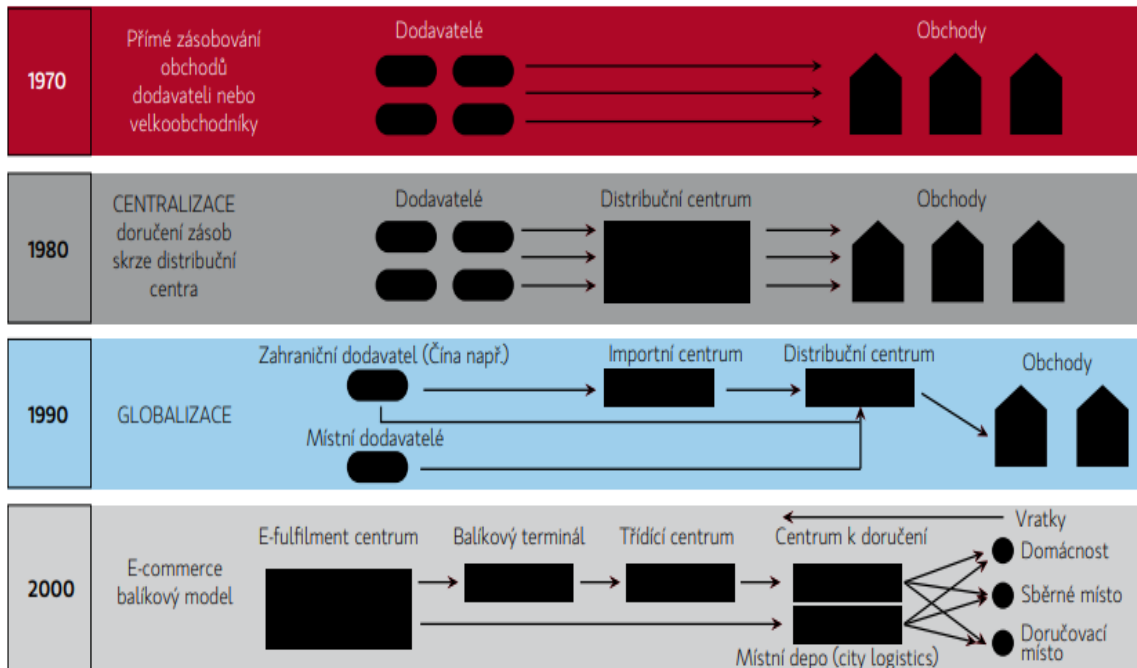 1970
Přímé zásobování
obchodů
dodavateli nebo
velkoobchodníky
Dodavatelé
Obchody
1980
CENTRALIZACE
doručení zásob
skrze distribuční
centra
Dodavatelé
Distribuční centrum
Obchody
1990
GLOBALIZACE
Zahraniční dodavatel (Čína např.)
Importní centrum
Distribuční centrum
Obchody
Místní dodavatelé
2000
E-commerce
balíkový model
E-fulfilment centrum
Balíkový terminál
Třídící centrum
Centrum k doručení
Vratky
Domácnost
Sběrné místo
Doručovací
místo
Místní depo (city logistics)